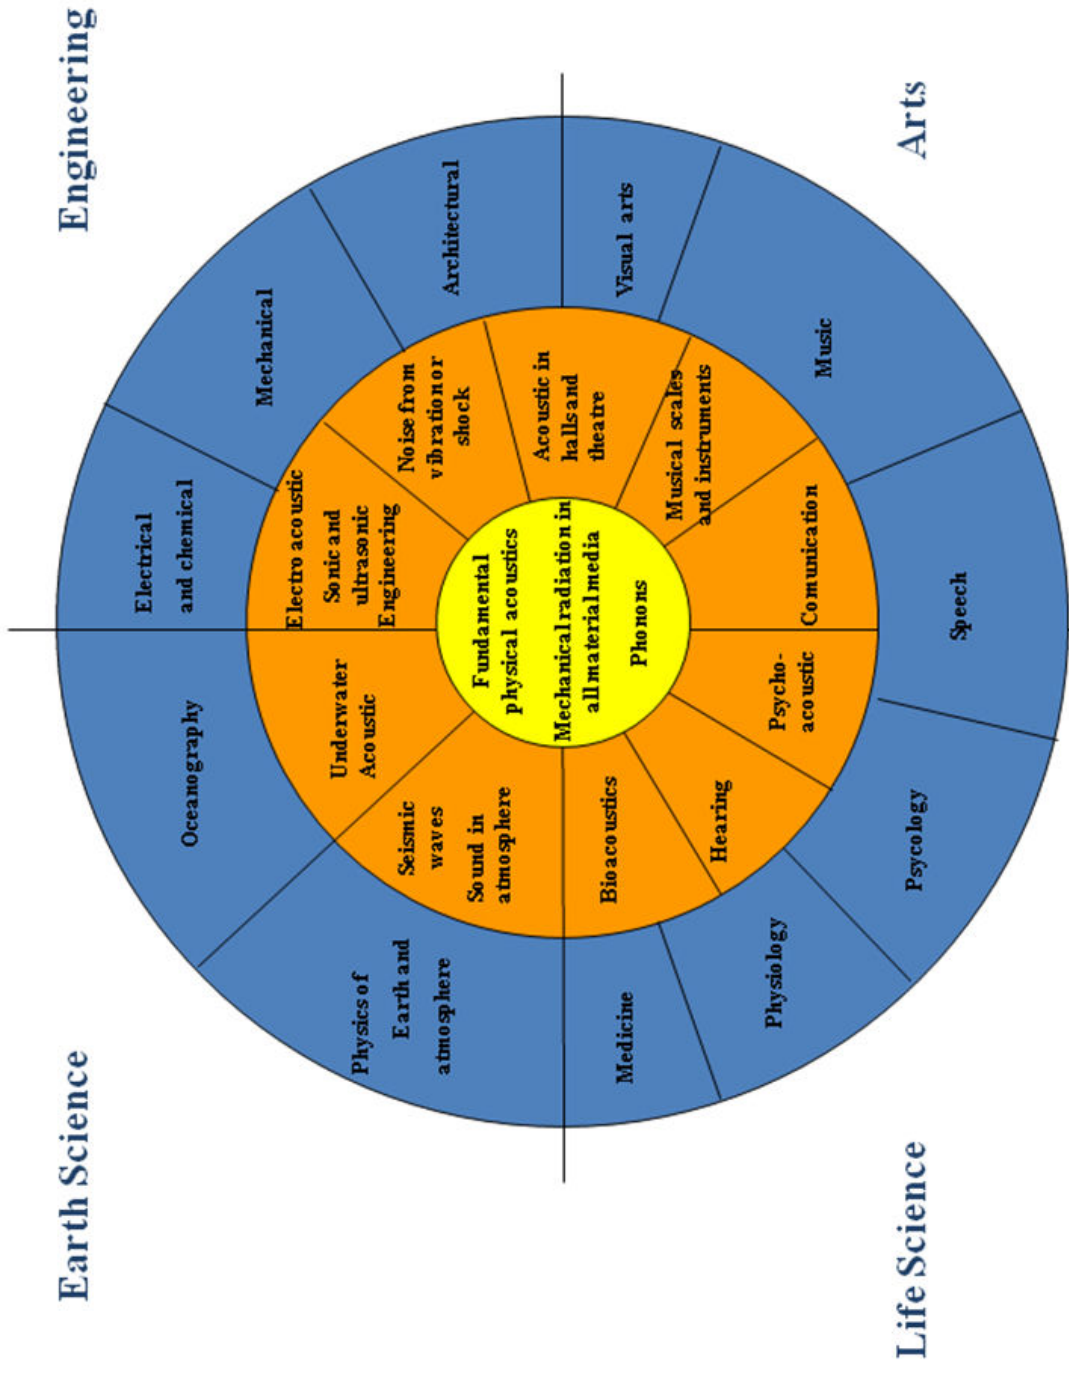 Earth Science
Engineering
Electrical
and chemical
Oceanography
Mechanical
Physics of
Earth and
atmosphere
Architectural
Electro acoustic
Sonic and
ultrasonic
Engineering
Underwater
Acoustic
Seismic
waves
Sound in
atmosphere
Noise from
vibration or
shock
Fundamental
physical acoustics
Mechanical radiation in
all material media
Phonons
Acoustic in
halls and
theatre
Bioacoustics
Musical scales
and instruments
Hearing
Psycho-
acoustic
Comunication
Medicine
Visual arts
Physiology
Music
Psycology
Speech
Life Science
Arts